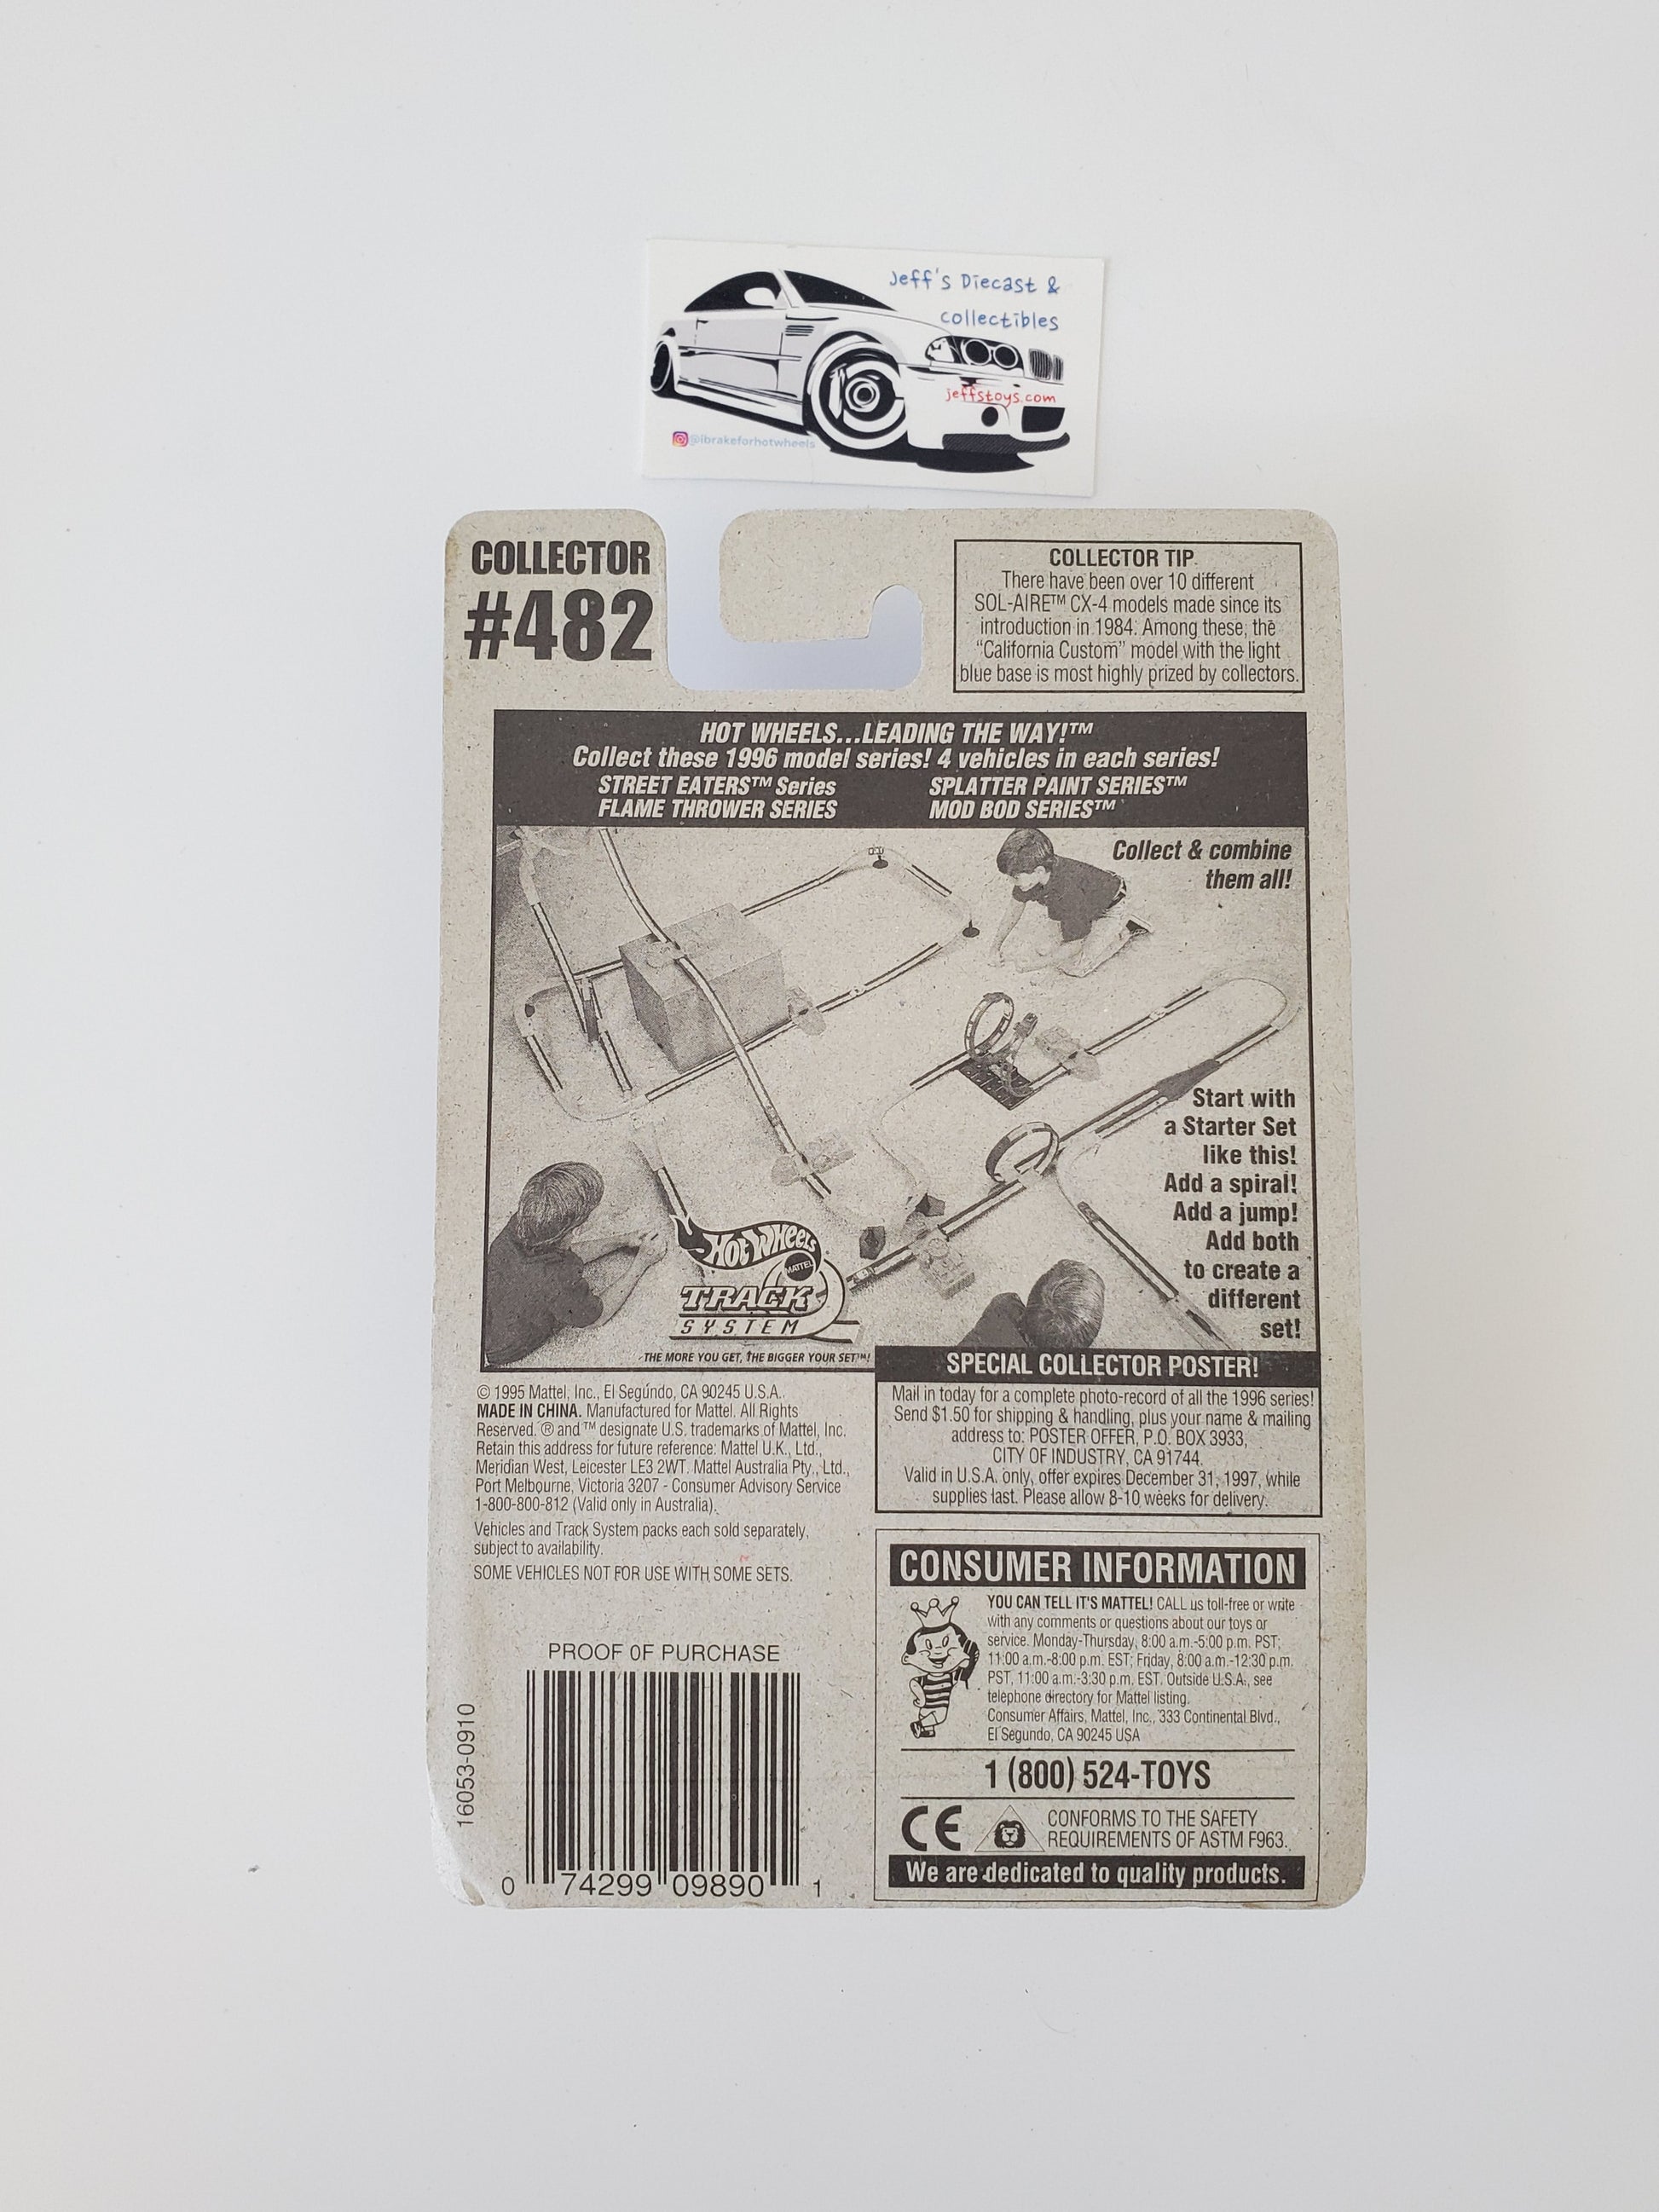 Jeff's Diecast &
collectibles
jeffstoys.com
@ibrakeforhotwheels
COLLECTOR
#482
COLLECTOR TIP
There have been over 10 different
SOL-AIRE™ CX-4 models made since its
introduction in 1984. Among these, the
"California Custom" model with the light
blue base is most highly prized by collectors.
HOT WHEELS...LEADING THE WAY!™
Collect these 1996 model series! 4 vehicles in each series!
STREET EATERS™ Series
SPLATTER PAINT SERIES™
FLAME THROWER SERIES
MOD BOD SERIES™
Collect & combine
them all!
Start with
a Starter Set
like this!
Add a spiral!
Add a jump!
Add both
to create a
different
set!
Hot Wheels
MATTEL
TRACK
SYSTEM
THE MORE YOU GET, THE BIGGER YOUR SET™!
© 1995 Mattel, Inc., El Segundo, CA 90245 U.S.A.
MADE IN CHINA. Manufactured for Mattel. All Rights
Reserved. ® and ™ designate U.S. trademarks of Mattel, Inc.
Retain this address for future reference: Mattel U.K., Ltd.,
Meridian West, Leicester LE3 2WT. Mattel Australia Pty., Ltd.,
Port Melbourne, Victoria 3207 - Consumer Advisory Service
1-800-800-812 (Valid only in Australia).
Vehicles and Track System packs each sold separately,
subject to availability.
SOME VEHICLES NOT FOR USE WITH SOME SETS.
SPECIAL COLLECTOR POSTER!
Mail in today for a complete photo-record of all the 1996 series!
Send $1.50 for shipping & handling, plus your name & mailing
address to: POSTER OFFER, P.O. BOX 3933,
CITY OF INDUSTRY, CA 91744.
Valid in U.S.A. only, offer expires December 31, 1997, while
supplies last. Please allow 8-10 weeks for delivery.
CONSUMER INFORMATION
YOU CAN TELL IT'S MATTEL! CALL us toll-free or write
with any comments or questions about our toys or
service. Monday-Thursday, 8:00 a.m.-5:00 p.m. PST;
11:00 a.m.-8:00 p.m. EST; Friday, 8:00 a.m.-12:30 p.m.
PST, 11:00 a.m.-3:30 p.m. EST. Outside U.S.A., see
telephone directory for Mattel listing.
Consumer Affairs, Mattel, Inc., 333 Continental Blvd.,
El Segundo, CA 90245 USA
1 (800) 524-TOYS
CE
CONFORMS TO THE SAFETY
REQUIREMENTS OF ASTM F963.
We are dedicated to quality products.
PROOF OF PURCHASE
16053-0910
0 74299 09890 1